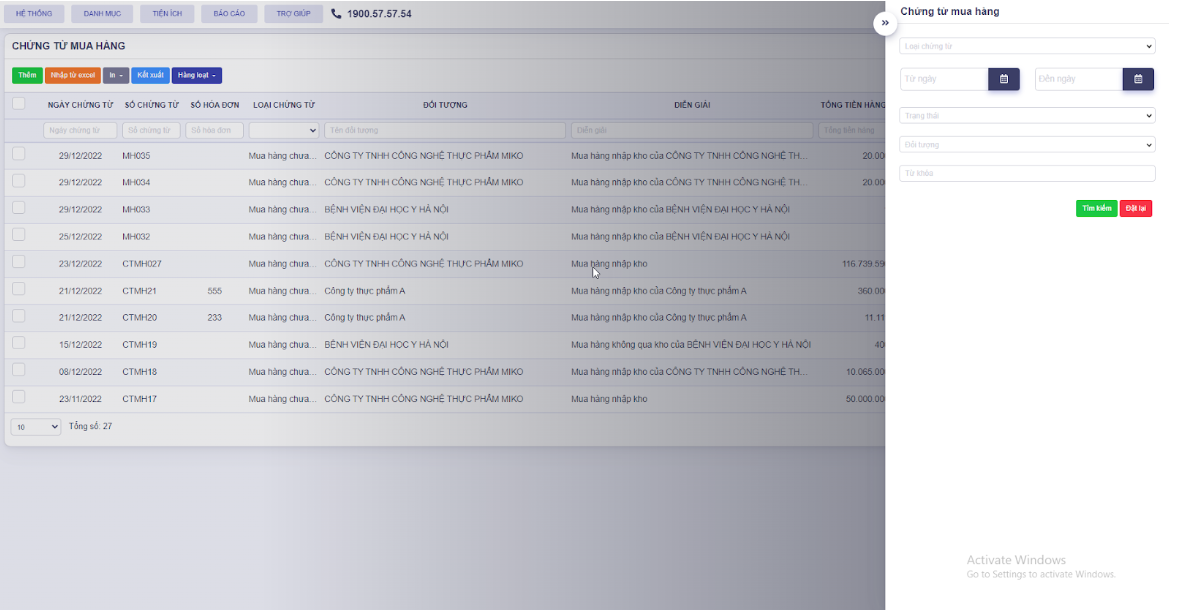 HỆ THỐNG DANH MỤC TIỆN ÍCH BÁO CÁO TRỢ GIÚP 1900.57.57.54
Chứng từ mua hàng
CHỨNG TỪ MUA HÀNG
Loại chứng từ
Thêm Nhập từ excel In Kết xuất Hàng loạt
Từ ngày Đến ngày
NGÀY CHỨNG TỪ SỐ CHỨNG TỪ SỐ HÓA ĐƠN LOẠI CHỨNG TỪ ĐỐI TƯỢNG DIỄN GIẢI TỔNG TIỀN HÀNG
Trạng thái
Ngày chứng từ Số chứng từ Số hóa đơn Tên đối tượng Diễn giải Tổng tiền hàng
Đối tượng
29/12/2022 MH035 Mua hàng chưa... CÔNG TY TNHH CÔNG NGHỆ THỰC PHẨM MIKO Mua hàng nhập kho của CÔNG TY TNHH CÔNG NGHỆ TH... 20.00
Từ khóa
29/12/2022 MH034 Mua hàng chưa... CÔNG TY TNHH CÔNG NGHỆ THỰC PHẨM MIKO Mua hàng nhập kho của CÔNG TY TNHH CÔNG NGHỆ TH... 20.00
Tìm kiếm Đặt lại
29/12/2022 MH033 Mua hàng chưa... BỆNH VIỆN ĐẠI HỌC Y HÀ NỘI Mua hàng nhập kho của BỆNH VIỆN ĐẠI HỌC Y HÀ NỘI
25/12/2022 MH032 Mua hàng chưa... BỆNH VIỆN ĐẠI HỌC Y HÀ NỘI Mua hàng nhập kho của BỆNH VIỆN ĐẠI HỌC Y HÀ NỘI
23/12/2022 CTMH027 Mua hàng chưa... CÔNG TY TNHH CÔNG NGHỆ THỰC PHẨM MIKO Mua hàng nhập kho 116.739.59
21/12/2022 CTMH21 555 Mua hàng chưa... Công ty thực phẩm A Mua hàng nhập kho của Công ty thực phẩm A 360.00
21/12/2022 CTMH20 233 Mua hàng chưa... Công ty thực phẩm A Mua hàng nhập kho của Công ty thực phẩm A 11.11
15/12/2022 CTMH19 Mua hàng chưa... BỆNH VIỆN ĐẠI HỌC Y HÀ NỘI Mua hàng không qua kho của BỆNH VIỆN ĐẠI HỌC Y HÀ NỘI 40
08/12/2022 CTMH18 Mua hàng chưa... CÔNG TY TNHH CÔNG NGHỆ THỰC PHẨM MIKO Mua hàng nhập kho của CÔNG TY TNHH CÔNG NGHỆ TH... 10.065.00
23/11/2022 CTMH17 Mua hàng chưa... CÔNG TY TNHH CÔNG NGHỆ THỰC PHẨM MIKO Mua hàng nhập kho 50.000.00
10 Tổng số: 27
Activate Windows
Go to Settings to activate Windows.